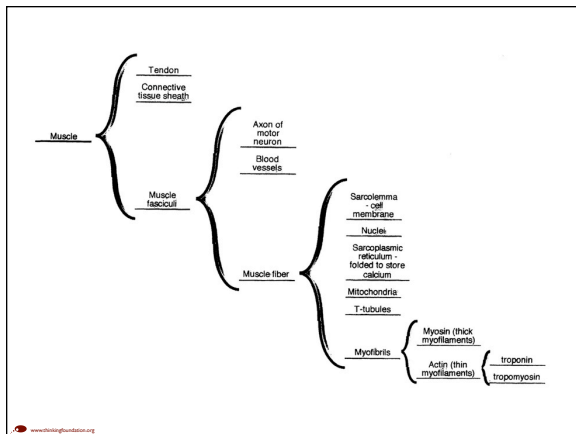 Muscle
Tendon
Connective
tissue sheath
Muscle
fasciculi
Axon of
motor
neuron
Blood
vessels
Muscle fiber
Sarcolemma
- cell
membrane
Nuclei
Sarcoplasmic
reticulum -
folded to store
calcium
Mitochondria
T-tubules
Myofibrils
Myosin (thick
myofilaments)
Actin (thin
myofilaments)
troponin
tropomyosin
www.thinkingfoundation.org